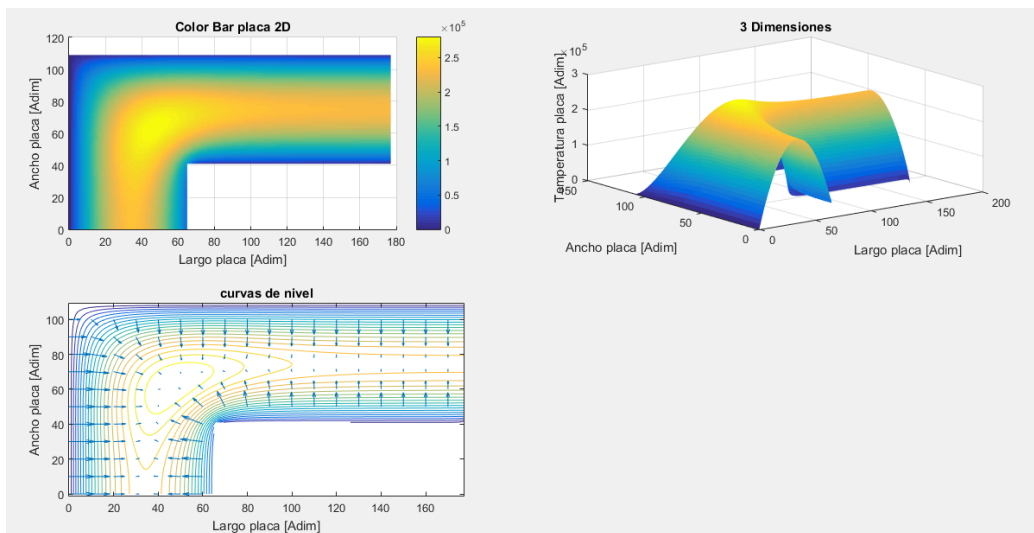 Color Bar placa 2D
×10⁵
120
100
80
60
40
20
0
Ancho placa [Adim]
0 20 40 60 80 100 120 140 160 180
Largo placa [Adim]
2.5
2
1.5
1
0.5
0
3 Dimensiones
×10⁵
3
2
1
0
Temperatura placa [Adim]
150
100
50
0
Ancho placa [Adim]
0
50
100
150
200
Largo placa [Adim]
curvas de nivel
100
80
60
40
20
0
Ancho placa [Adim]
0 20 40 60 80 100 120 140 160
Largo placa [Adim]